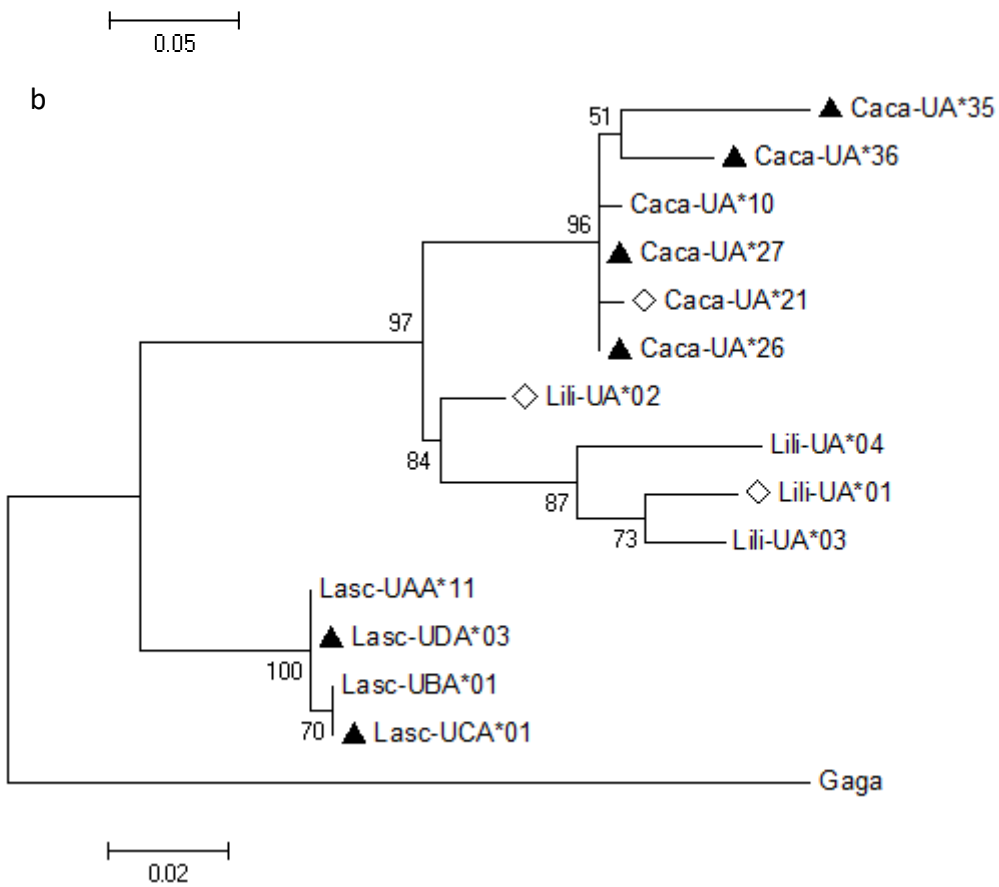 0.05
b
51
Caca-UA*35
Caca-UA*36
Caca-UA*10
96
Caca-UA*27
Caca-UA*21
97
Caca-UA*26
Lili-UA*02
84
Lili-UA*04
87
Lili-UA*01
73
Lili-UA*03
Lasc-UAA*11
Lasc-UDA*03
100
Lasc-UBA*01
70
Lasc-UCA*01
Gaga
0.02